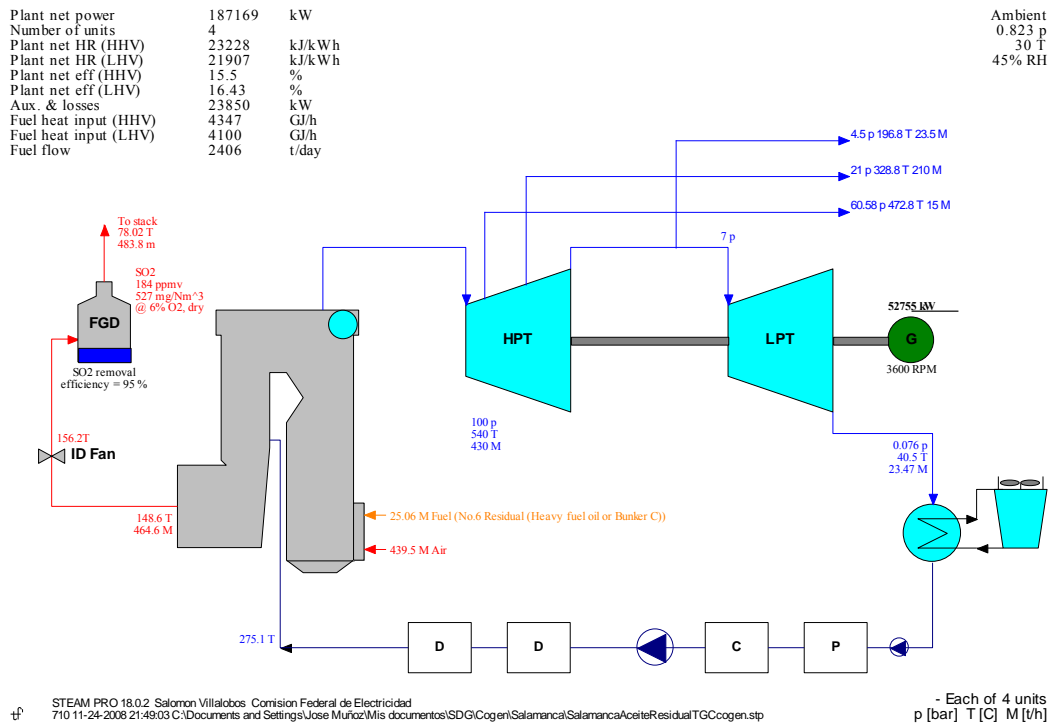 Plant net power 187169 kW
Number of units 4
Plant net HR (HHV) 23228 kJ/kWh
Plant net HR (LHV) 21907 kJ/kWh
Plant net eff (HHV) 15.5 %
Plant net eff (LHV) 16.43 %
Aux. & losses 23850 kW
Fuel heat input (HHV) 4347 GJ/h
Fuel heat input (LHV) 4100 GJ/h
Fuel flow 2406 t/day
Ambient
0.823 p
30 T
45% RH
4.5 p 196.8 T 23.5 M
21 p 328.8 T 210 M
60.58 p 472.8 T 15 M
To stack
78.02 T
483.8 m
7 p
SO2
184 ppmv
527 mg/Nm^3
@ 6% O2, dry
FGD
SO2 removal
efficiency = 95 %
HPT
LPT
52755 kW
G
3600 RPM
100 p
540 T
430 M
0.076 p
40.5 T
23.47 M
156.2T
ID Fan
148.6 T
464.6 M
25.06 M Fuel (No.6 Residual (Heavy fuel oil or Bunker C))
439.5 M Air
275.1 T
D
D
C
P
STEAM PRO 18.0.2 Salomon Villalobos Comision Federal de Electricidad
710 11-24-2008 21:49:03 C:\Documents and Settings\Jose Muñoz\Mis documentos\SDG\Cogen\Salamanca\SalamancaAceiteResidualTGCcogen.stp
- Each of 4 units
p [bar] T [C] M [t/h]